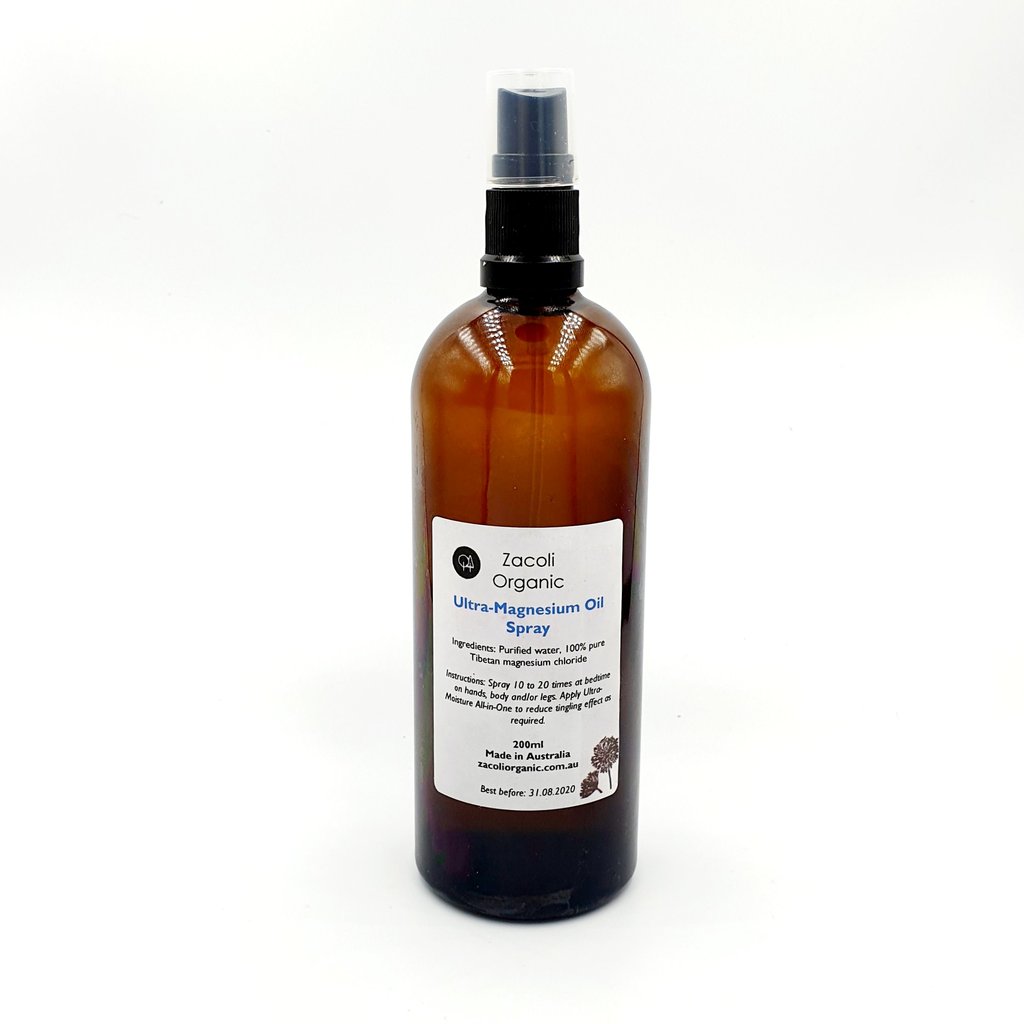 Zacoli
Organic
Ultra-Magnesium Oil
Spray
Ingredients: Purified water, 100% pure
Tibetan magnesium chloride
Instructions: Spray 10 to 20 times at bedtime
on hands, body and/or legs. Apply Ultra-
Moisture All-in-One to reduce tingling effect as
required.
200ml
Made in Australia
zacoliorganic.com.au
Best before: 31.08.2020